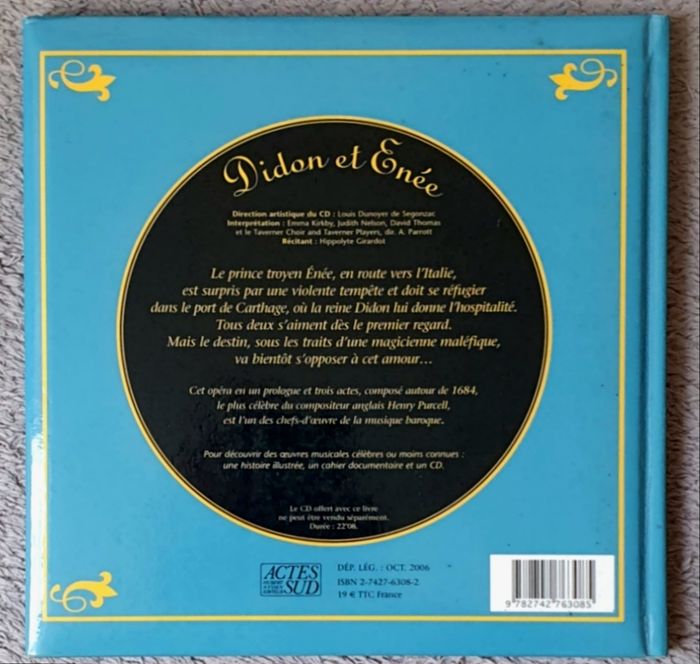 Didon et Enée
Direction artistique du CD : Louis Dunoyer de Segonzac
Interprétation : Emma Kirkby, Judith Nelson, David Thomas
et le Taverner Choir and Taverner Players, dir. A. Parrott
Récitant : Hippolyte Girardot
Le prince troyen Énée, en route vers l'Italie,
est surpris par une violente tempête et doit se réfugier
dans le port de Carthage, où la reine Didon lui donne l'hospitalité.
Tous deux s'aiment dès le premier regard.
Mais le destin, sous les traits d'une magicienne maléfique,
va bientôt s'opposer à cet amour…
Cet opéra en un prologue et trois actes, composé autour de 1684,
le plus célèbre du compositeur anglais Henry Purcell,
est l'un des chefs-d'œuvre de la musique baroque.
Pour découvrir des œuvres musicales célèbres ou moins connues :
une histoire illustrée, un cahier documentaire et un CD.
Le CD offert avec ce livre
ne peut être vendu séparément.
Durée : 22'08.
ACTES
SUD
DÉP. LÉG. : OCT. 2006
ISBN 2-7427-6308-2
19 € TTC France
9 782742 763085